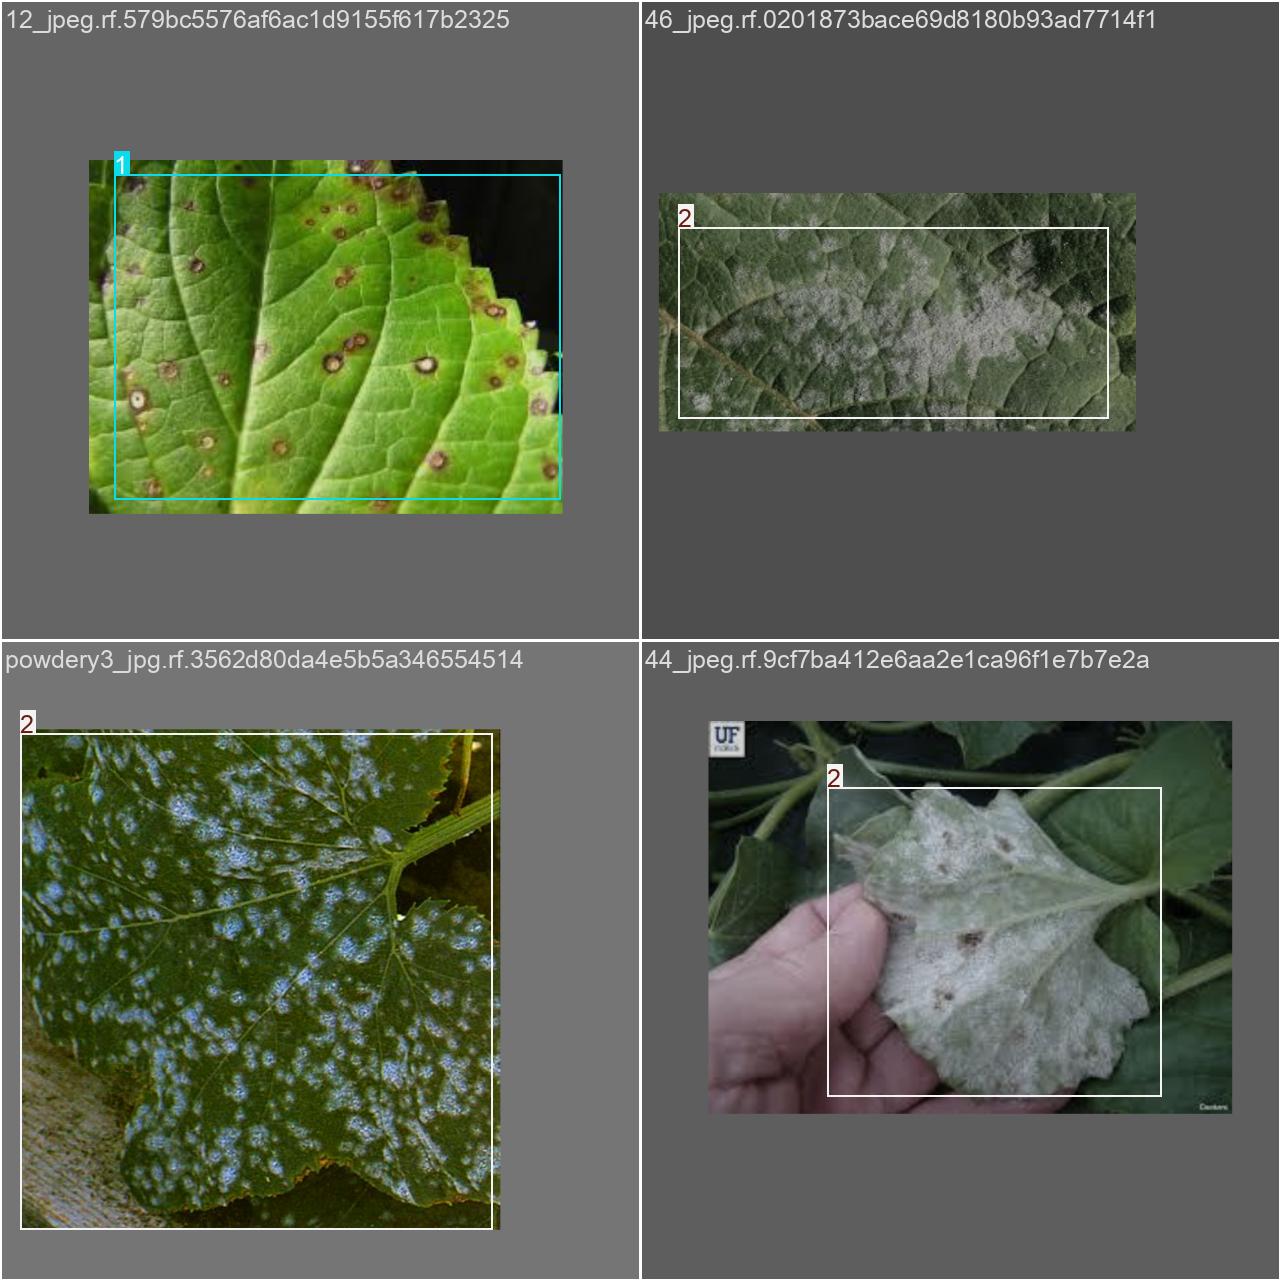 12_jpeg.rf.579bc5576af6ac1d9155f617b2325
46_jpeg.rf.0201873bace69d8180b93ad7714f1
1
2
powdery3_jpg.rf.3562d80da4e5b5a346554514
44_jpeg.rf.9cf7ba412e6aa2e1ca96f1e7b7e2a
2
UF
2